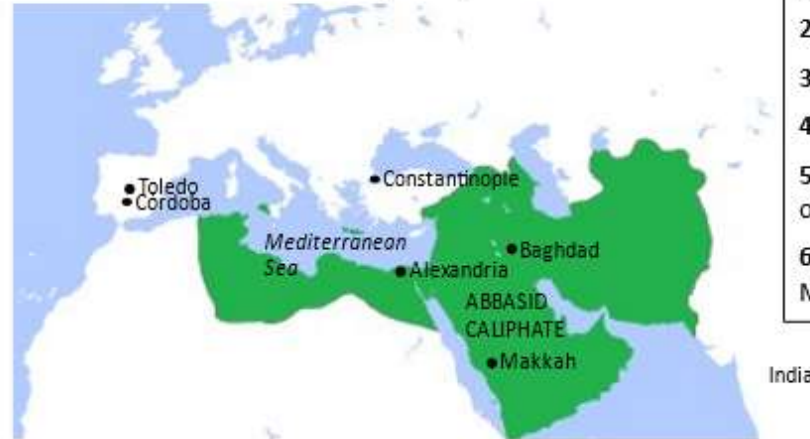 Toledo
Cordoba
Constantinople
Mediterranean
Sea
Alexandria
Baghdad
ABBASID
CALIPHATE
Makkah
2
3
4
5
o
6
M
India